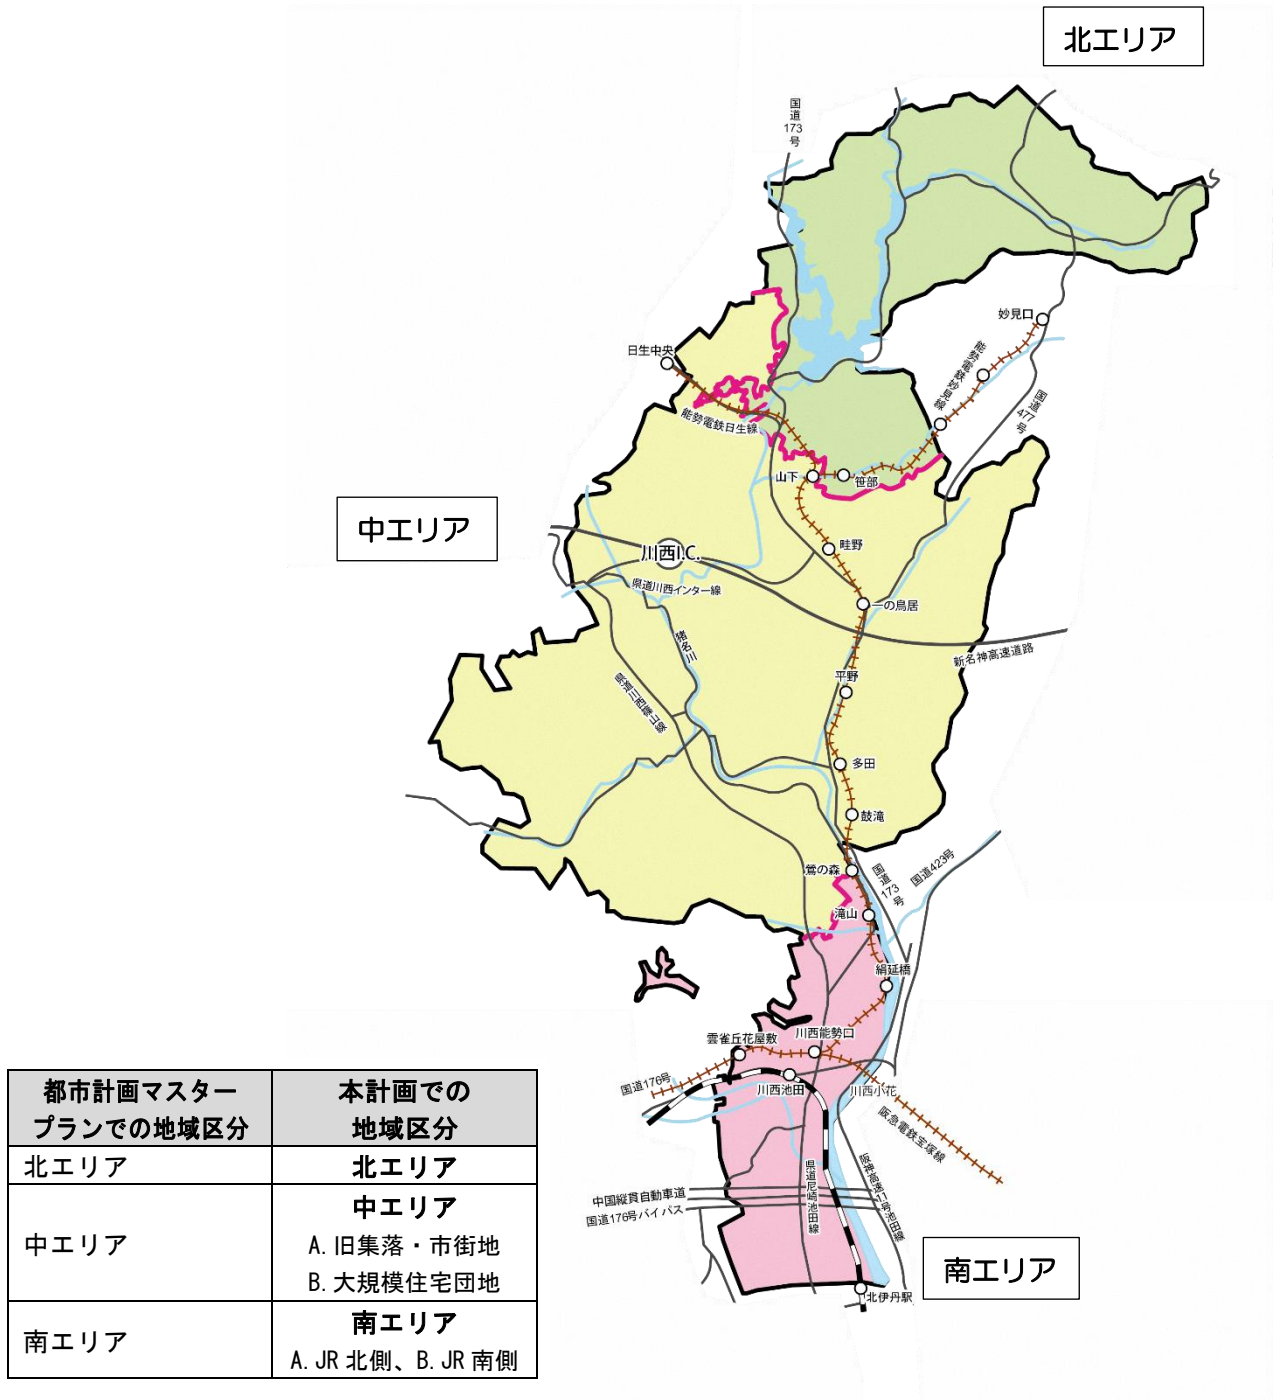 北エリア
国道173号
妙見口
日生中央
能勢電鉄妙見線
国道477号
能勢電鉄日生線
山下
笹部
中エリア
川西I.C.
畦野
県道川西インター線
一の鳥居
猪名川
新名神高速道路
県道川西篠山線
平野
多田
鼓滝
鶯の森
国道173号
国道423号
滝山
絹延橋
雲雀丘花屋敷
川西能勢口
国道176号
川西池田
川西小花
阪急電鉄宝塚線
県道尼崎池田線
阪神高速11号池田線
中国縦貫自動車道
国道176号バイパス
南エリア
北伊丹駅
都市計画マスター
プランでの地域区分
本計画での
地域区分
北エリア
北エリア
中エリア
中エリア
A.旧集落・市街地
B.大規模住宅団地
南エリア
南エリア
A.JR北側、B.JR南側